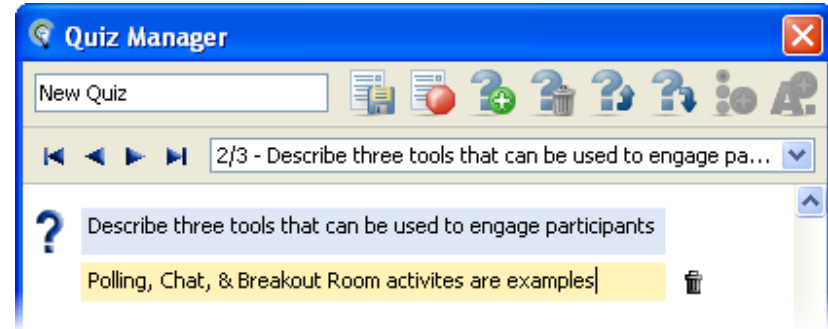 Quiz Manager
New Quiz
2/3 - Describe three tools that can be used to engage pa...
Describe three tools that can be used to engage participants
Polling, Chat, & Breakout Room activites are examples